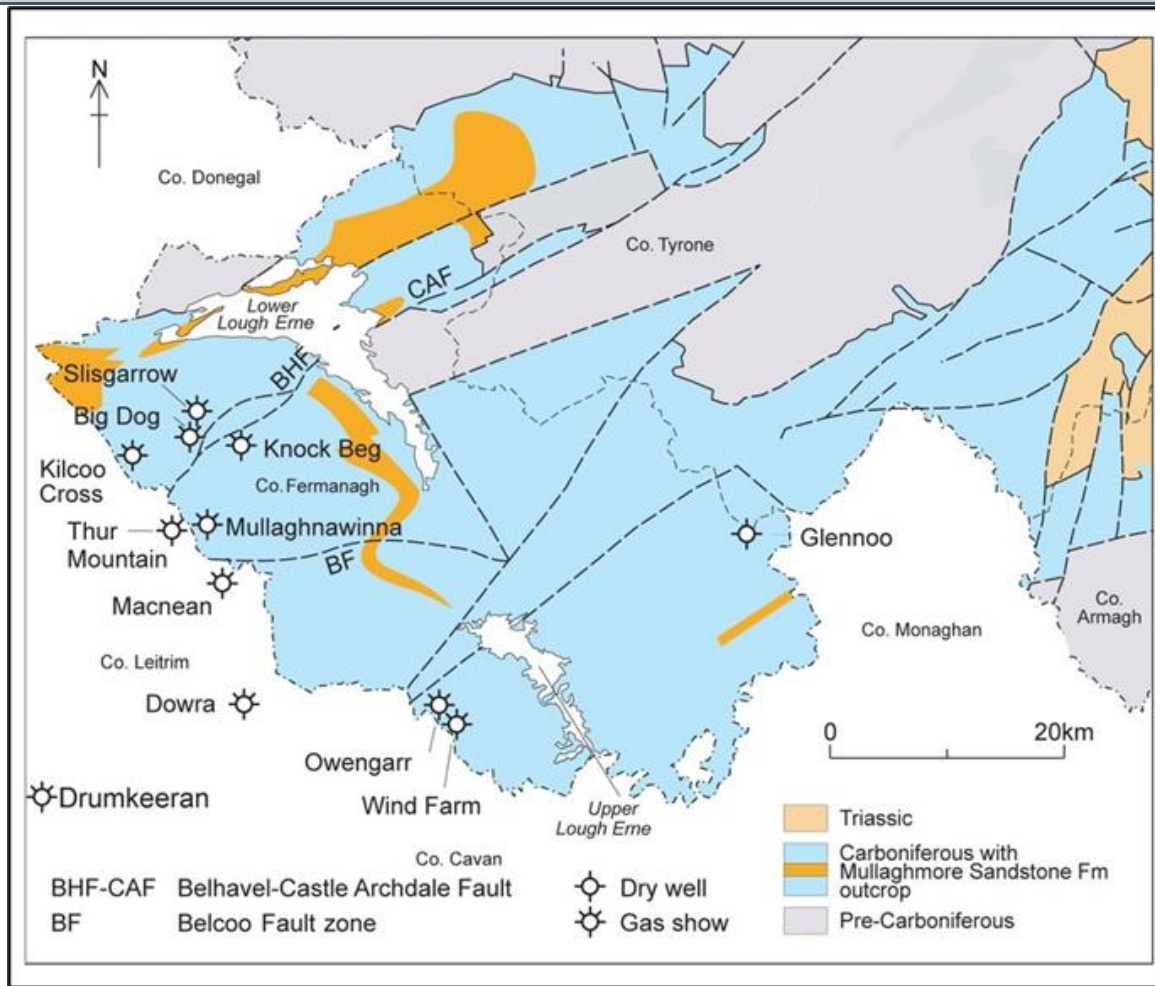 N
Co. Donegal
Co. Tyrone
CAF
Lower
Lough Erne
BHF
Slisgarrow
Big Dog
Knock Beg
Kilcoo
Cross
Co. Fermanagh
Thur
Mountain
Mullaghnawinna
Glennoo
BF
Macnean
Co.
Armagh
Co. Monaghan
Co. Leitrim
Dowra
0 20km
Owengarr
Drumkeeran
Wind Farm
Upper
Lough Erne
Co. Cavan
Triassic
Carboniferous with
Mullaghmore Sandstone Fm
outcrop
Pre-Carboniferous
BHF-CAF Belhavel-Castle Archdale Fault
BF Belcoo Fault zone
Dry well
Gas show